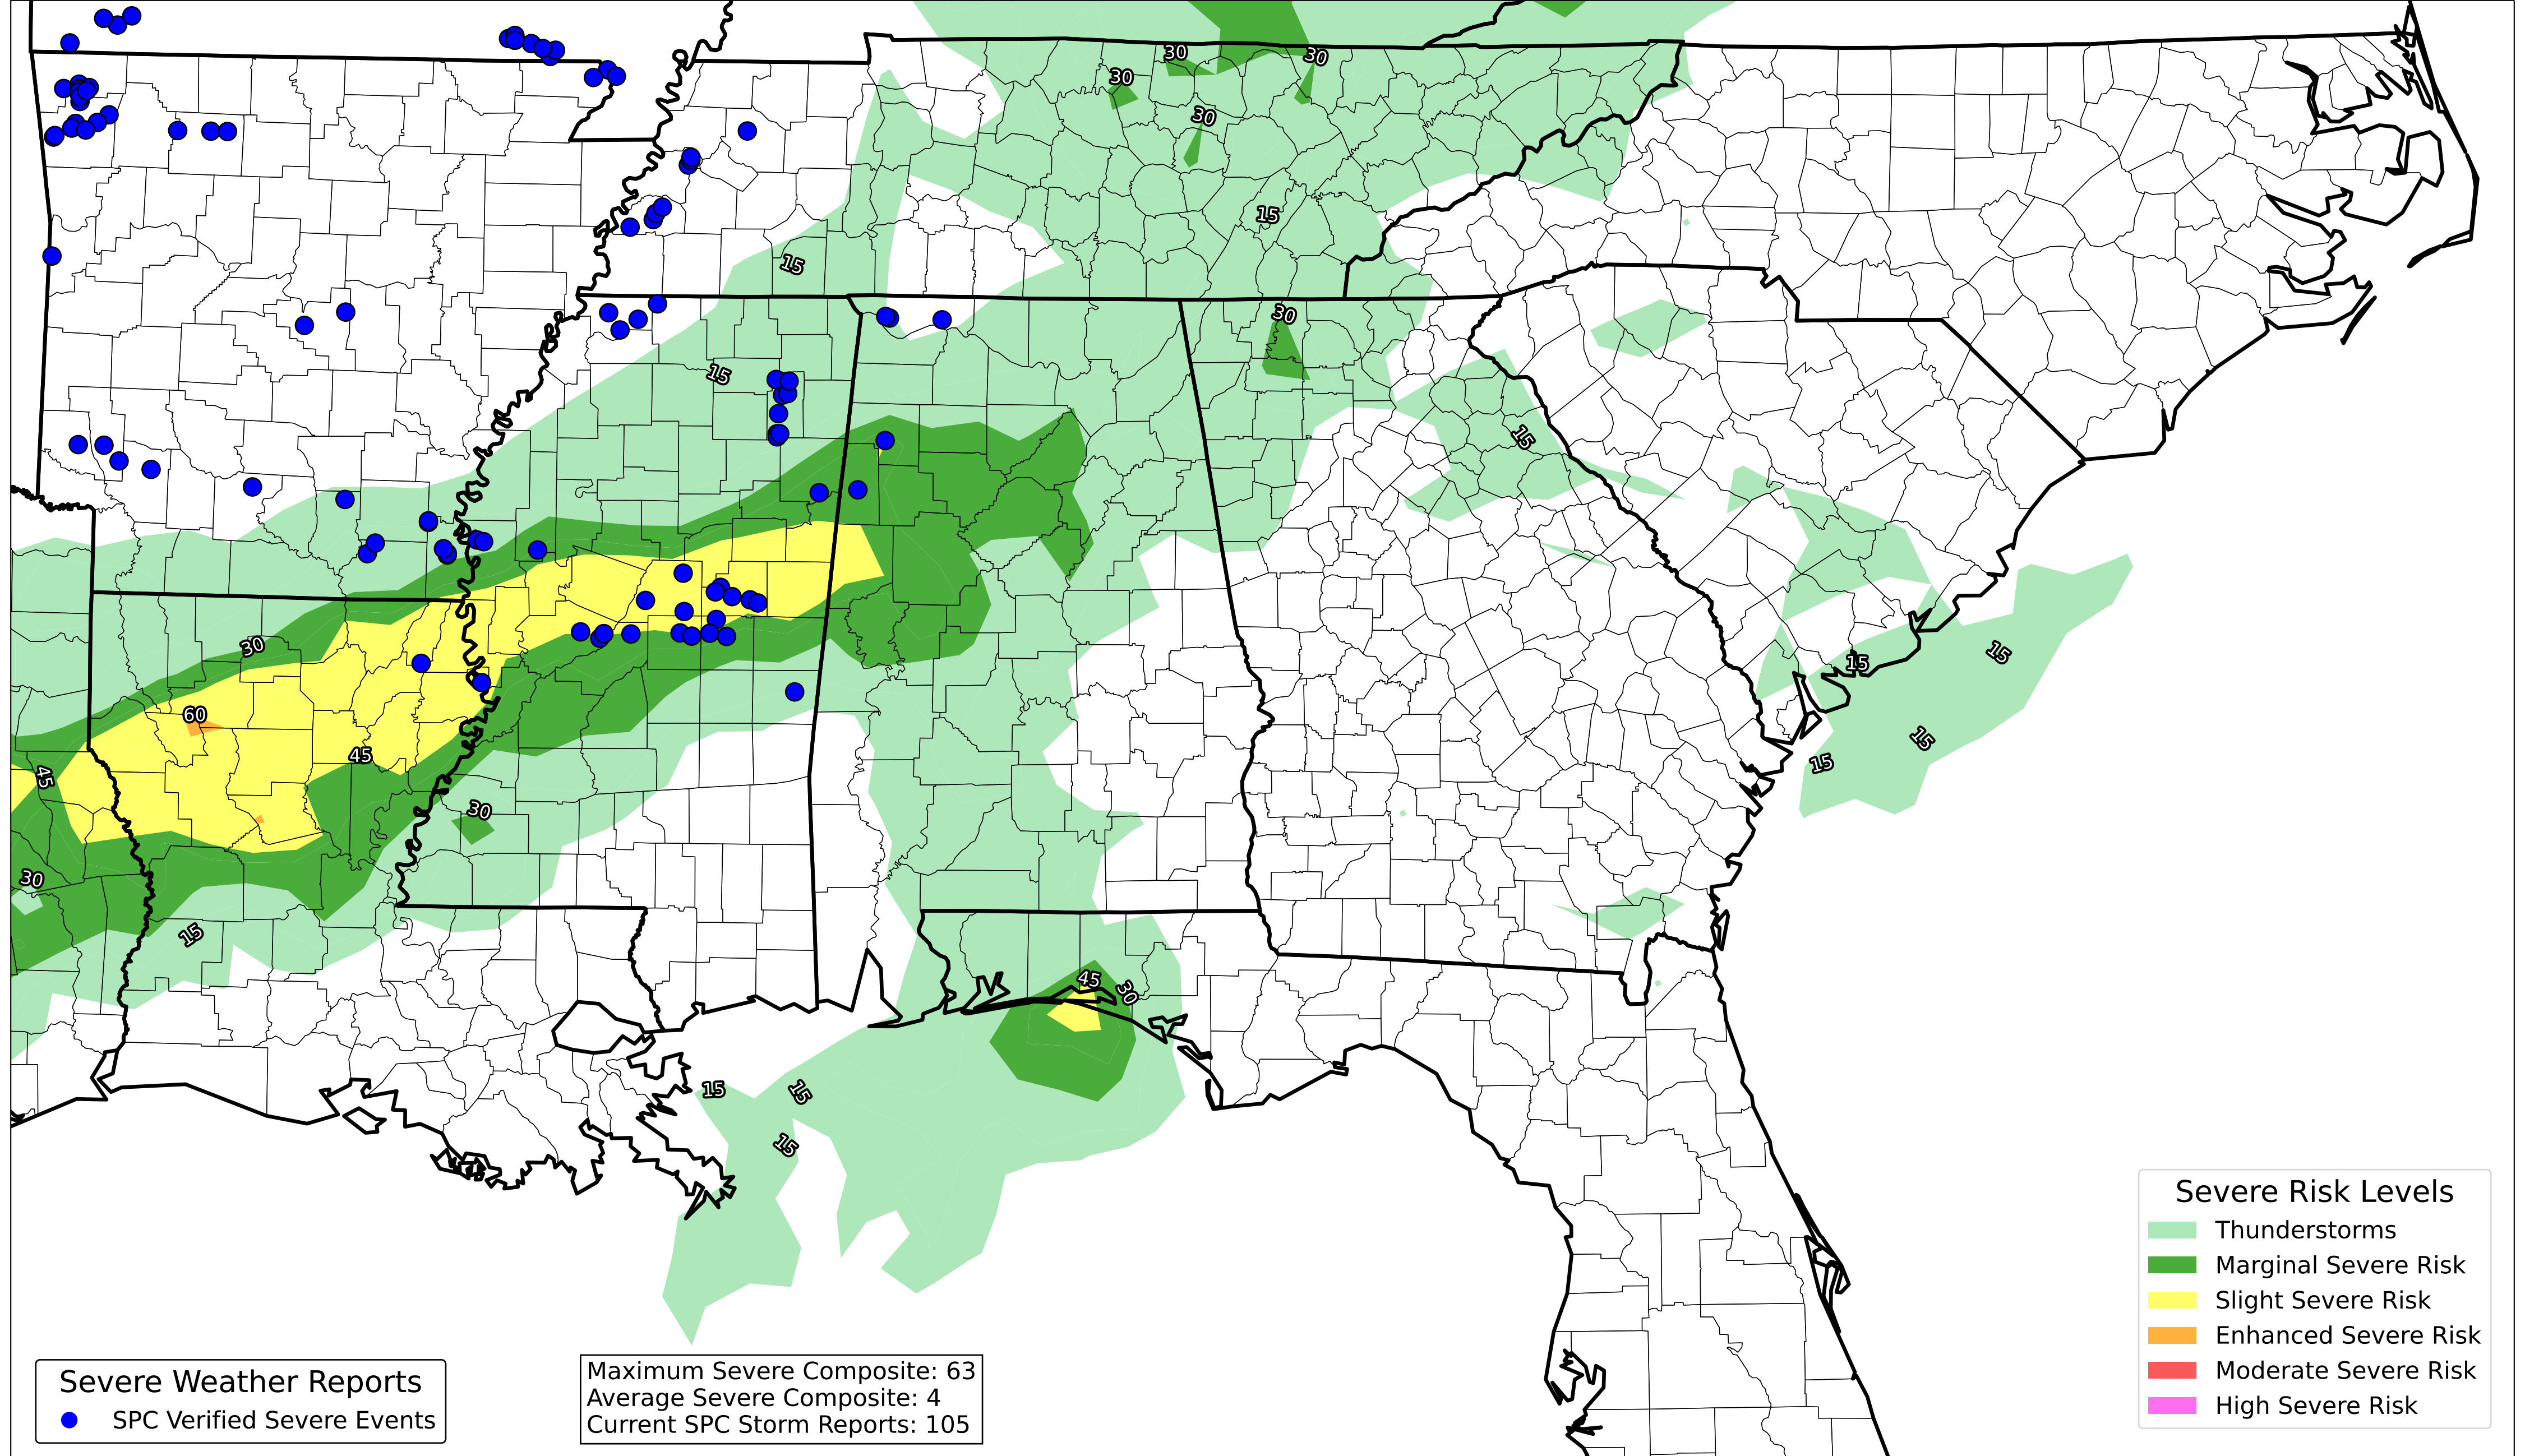 30
30
30
30
15
15
30
15
15
30
15
15
60
15
45
15
45
15
30
30
15
45
30
15
15
15
Severe Risk Levels
Thunderstorms
Marginal Severe Risk
Slight Severe Risk
Enhanced Severe Risk
Moderate Severe Risk
High Severe Risk
Severe Weather Reports
SPC Verified Severe Events
Maximum Severe Composite: 63
Average Severe Composite: 4
Current SPC Storm Reports: 105